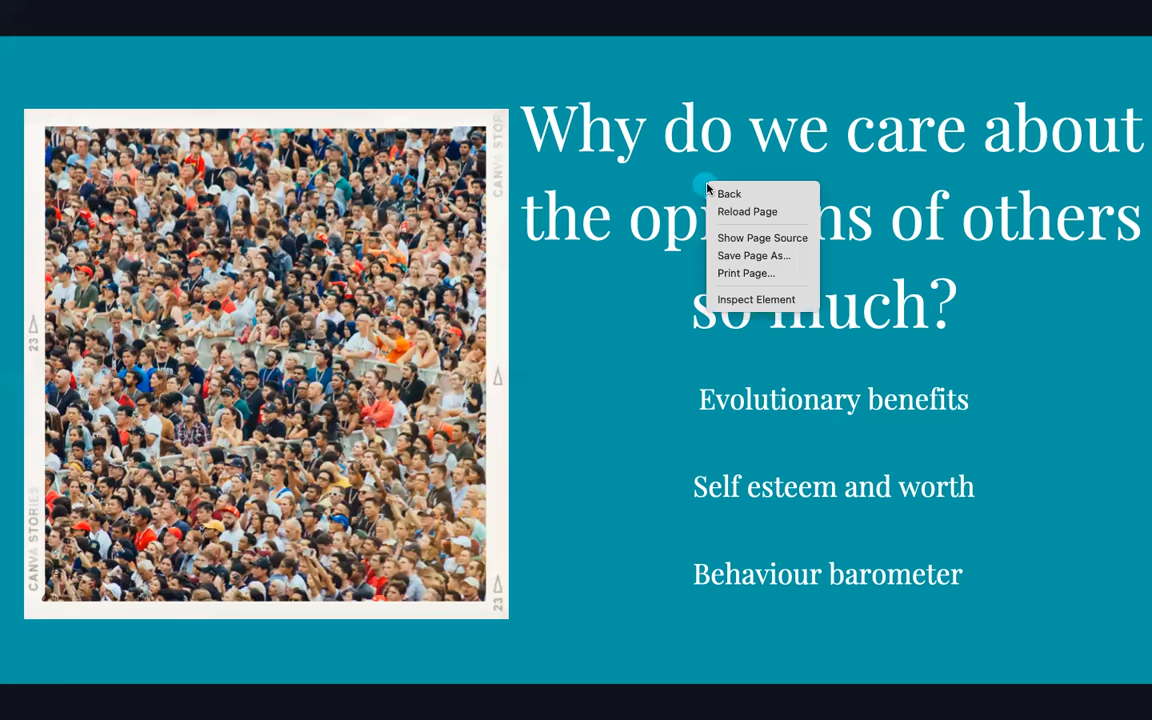 Why do we care about
the op ns of others
so much?
Back
Reload Page
Show Page Source
Save Page As...
Print Page...
Inspect Element
Evolutionary benefits
Self esteem and worth
Behaviour barometer
CANVA STORIES
23
CANVA STOR
23